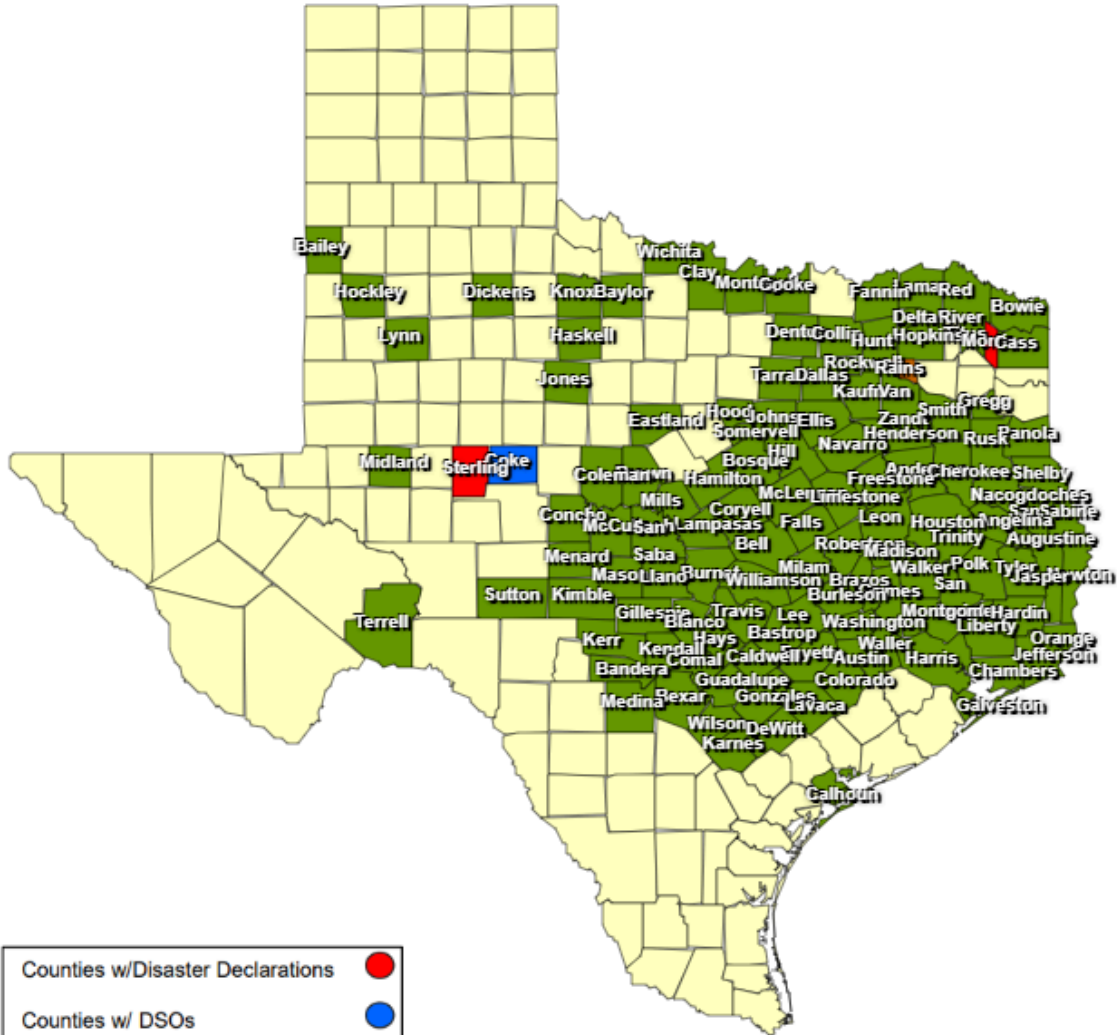 Bailey
Wichita
Clay
Cooke
Hockley
Dickens
Knox
Baylor
Fannin
Red
Bowie
Lynn
Haskell
Delta
River
Hunt
Hopkins
Cass
Jones
Dallas
Rains
Van
Gregg
Smith
Eastland
Hood
Ellis
Somervell
Henderson
Rusk
Panola
Navarro
Hill
Midland
Sterling
Coke
Bosque
Coleman
Hamilton
Freestone
Cherokee
Shelby
Mills
Limestone
Nacogdoches
Concho
Coryell
Leon
Houston
Angelina
Sabine
Lampasas
Falls
Trinity
Augustine
Menard
Saba
Bell
Madison
Llano
Milam
Walker
Polk
Tyler
Jasper
Sutton
Kimble
Williamson
Brazos
San
Burleson
Terrell
Gillespie
Travis
Lee
Hardin
Blanco
Washington
Liberty
Kerr
Hays
Bastrop
Orange
Kendall
Waller
Jefferson
Bandera
Comal
Caldwell
Austin
Harris
Chambers
Guadalupe
Colorado
Medina
Bexar
Gonzales
Lavaca
Galveston
Wilson
DeWitt
Karnes
Calhoun
Counties w/Disaster Declarations
Counties w/ DSOs